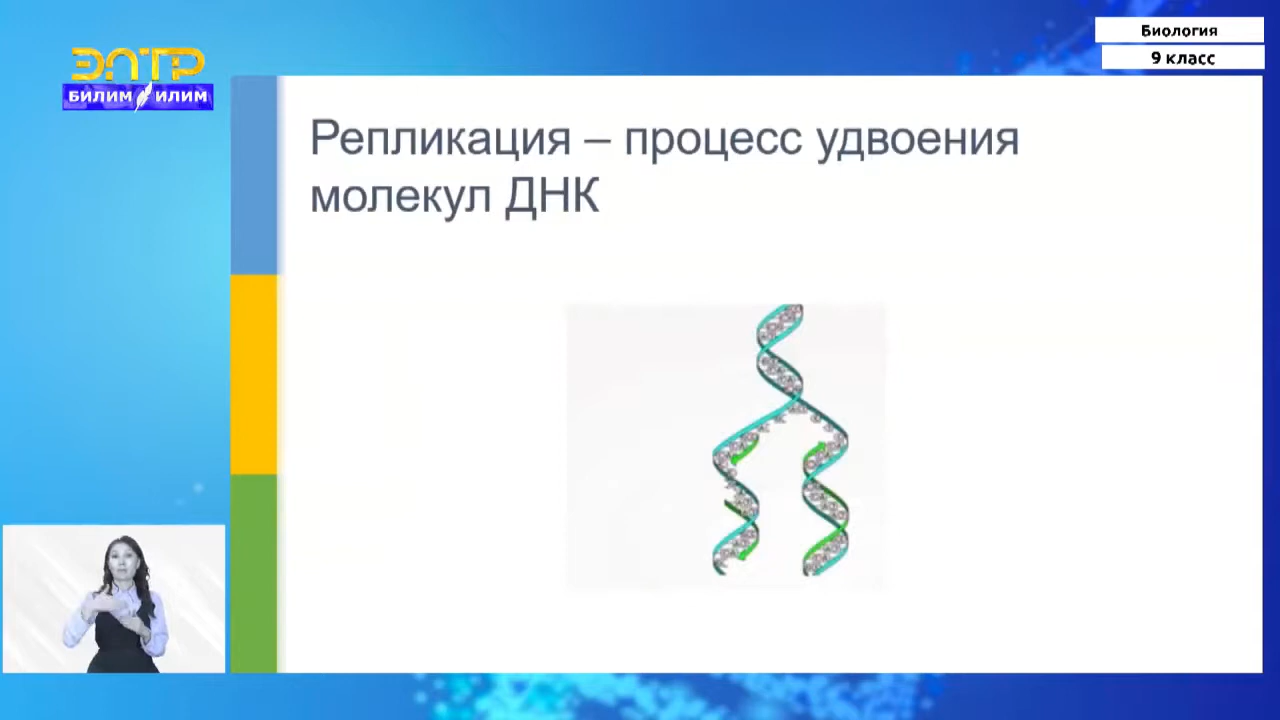 ЭЛТР
БИЛИМ ИЛИМ
Биология
9 класс
Репликация – процесс удвоения
молекул ДНК